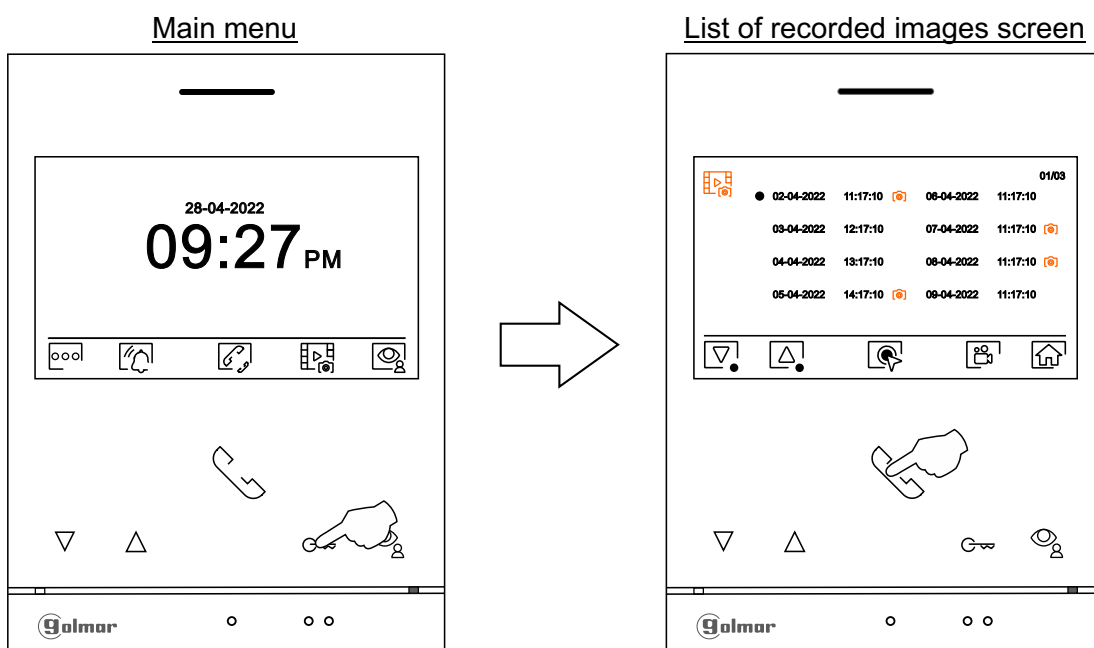 Main menu
28-04-2022
09:27 PM
golmar
List of recorded images screen
01/03
02-04-2022 11:17:10 06-04-2022 11:17:10
03-04-2022 12:17:10 07-04-2022 11:17:10
04-04-2022 13:17:10 08-04-2022 11:17:10
05-04-2022 14:17:10 09-04-2022 11:17:10
golmar